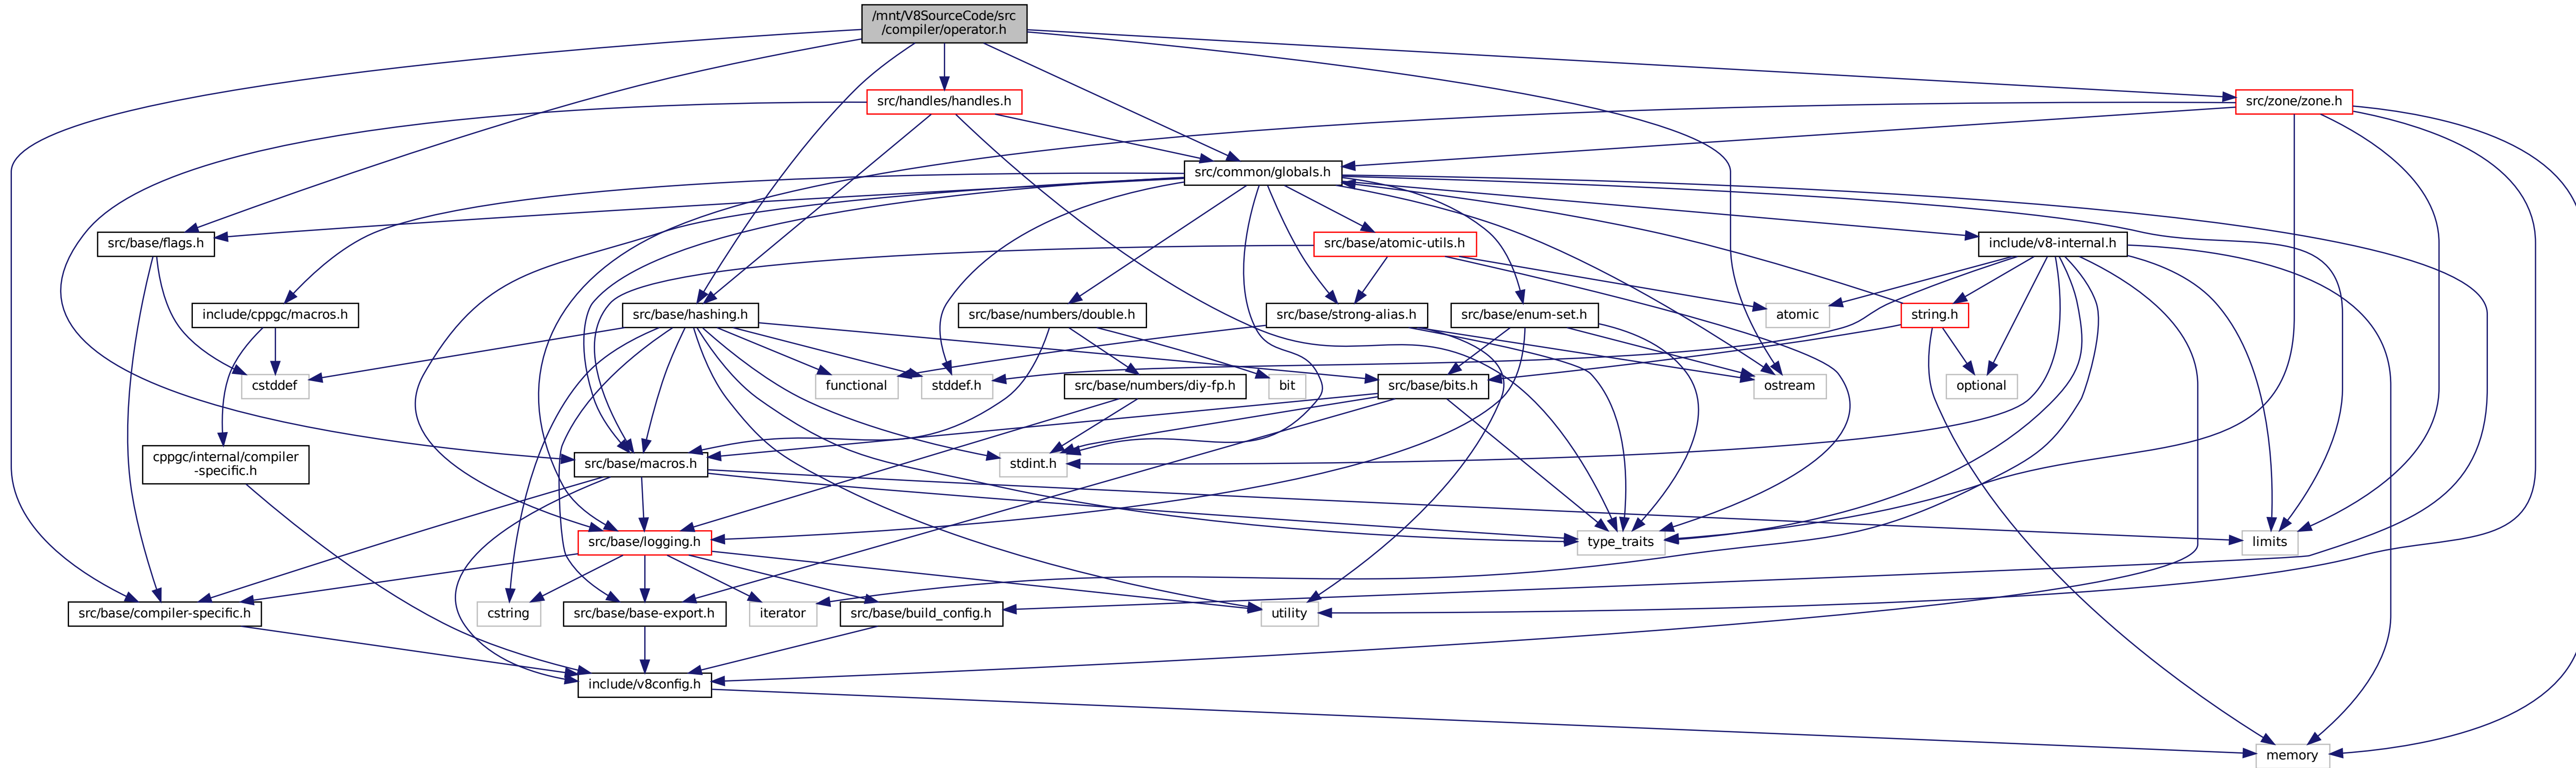 /mnt/V8SourceCode/src
/compiler/operator.h
src/handles/handles.h
src/zone/zone.h
src/common/globals.h
src/base/flags.h
src/base/atomic-utils.h
include/v8-internal.h
include/cppgc/macros.h
src/base/hashing.h
src/base/numbers/double.h
src/base/strong-alias.h
src/base/enum-set.h
atomic
string.h
cstddef
functional
stddef.h
src/base/numbers/diy-fp.h
bit
src/base/bits.h
ostream
optional
cppgc/internal/compiler
-specific.h
src/base/macros.h
stdint.h
src/base/logging.h
type_traits
limits
src/base/compiler-specific.h
cstring
src/base/base-export.h
iterator
src/base/build_config.h
utility
include/v8config.h
memory